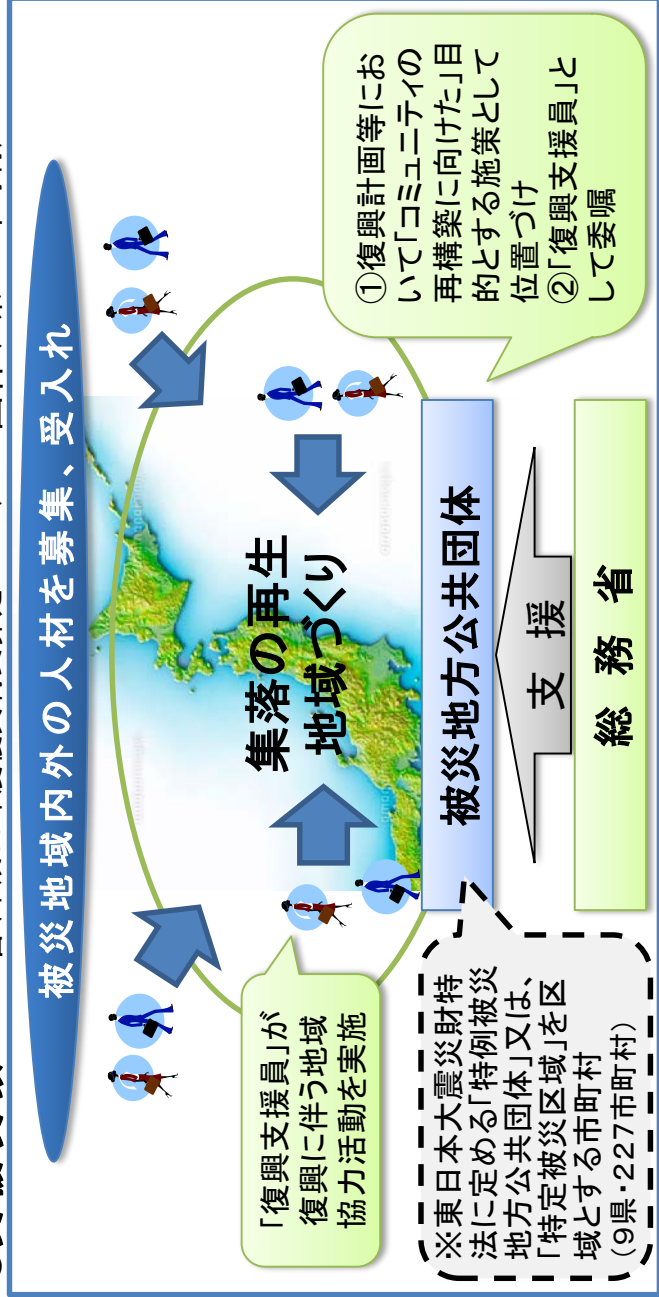 被災地域内外の人材を募集、受入れ
集落の再生
地域づくり
「復興支援員」が
復興に伴う地域
協力活動を実施
①復興計画等にお
いて「コミュニティの
再構築に向けた」目
的とする施策として
位置づけ
②「復興支援員」と
して委嘱
被災地方公共団体
支援
総務省
※東日本大震災財特
法に定める「特例被災
地方公共団体」又は、
「特定被災区域」を区
域とする市町村
(9県・227市町村)